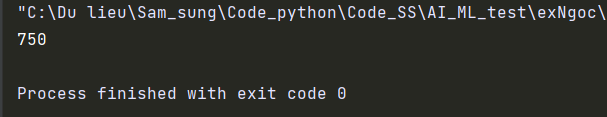 "C:\Du lieu\Sam_sung\Code_python\Code_SS\AI_ML_test\exNgoc\
750
Process finished with exit code 0